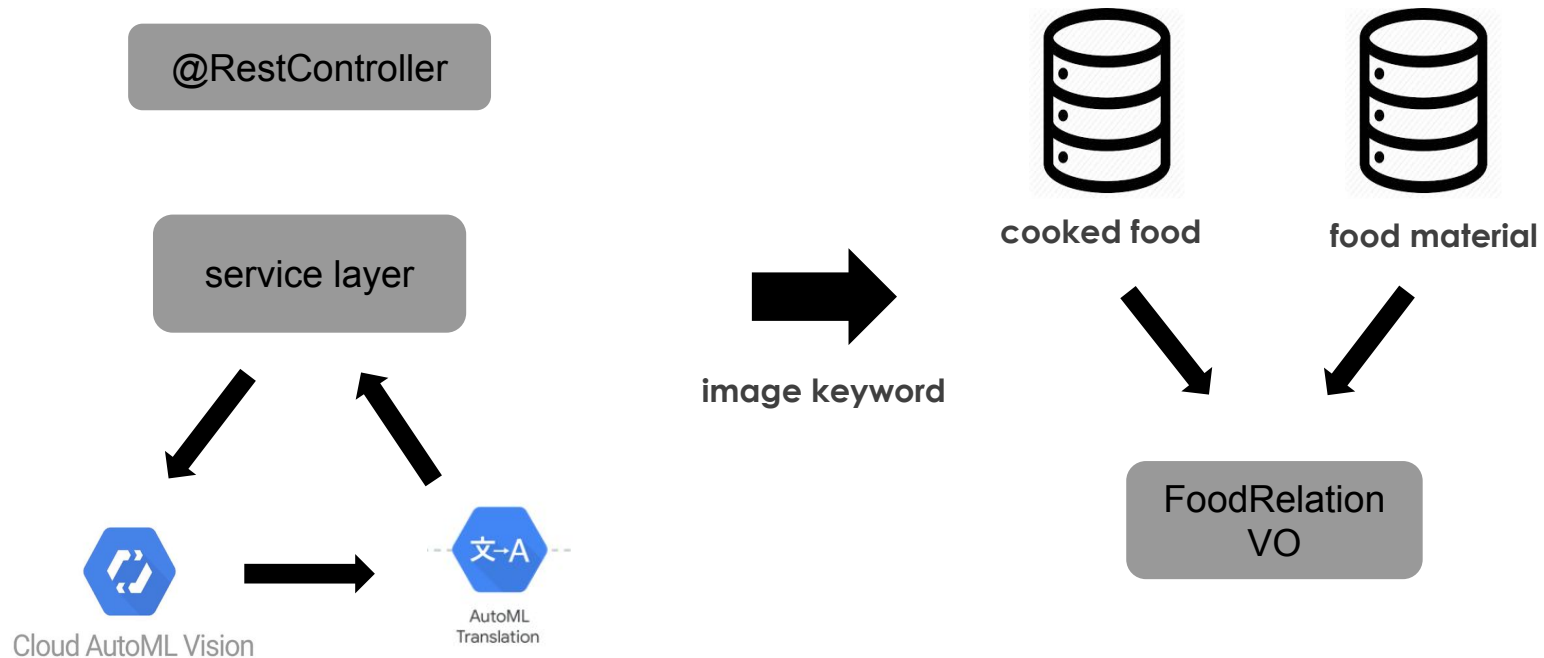 @RestController
service layer
Cloud AutoML Vision
文→A
AutoML
Translation
image keyword
cooked food
food material
FoodRelation
VO